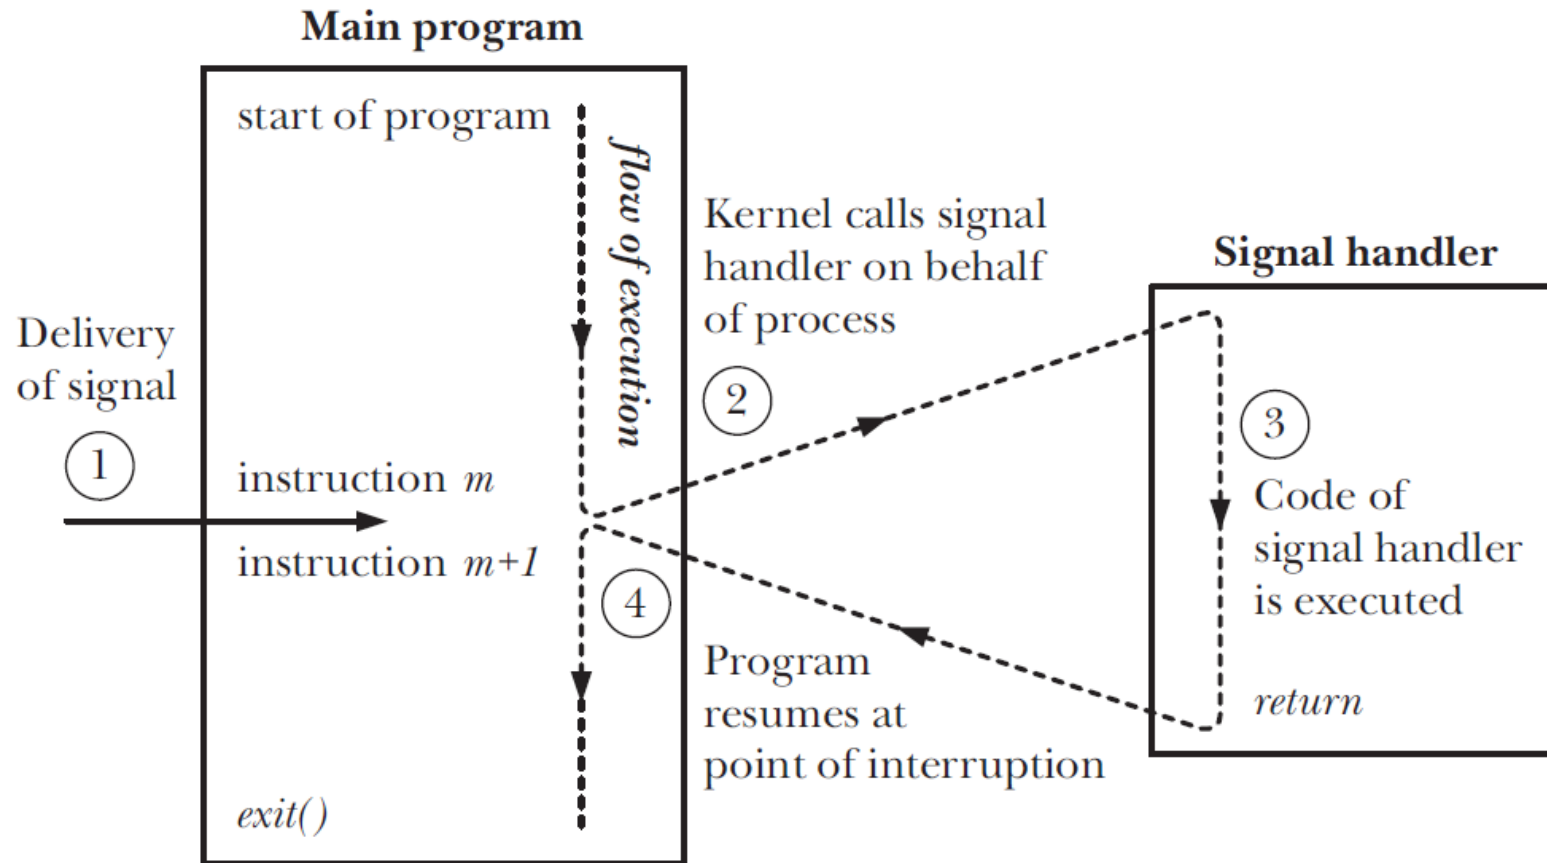 Main program
start of program
flow of execution
Kernel calls signal
handler on behalf
of process
2
Signal handler
Delivery
of signal
1
instruction m
instruction m+1
4
3
Code of
signal handler
is executed
return
Program
resumes at
point of interruption
exit()